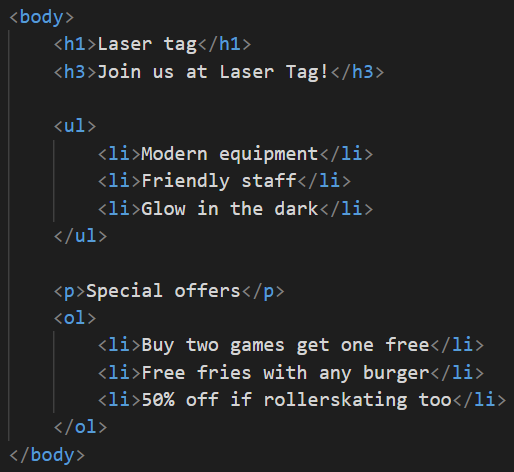 <body>
<h1>Laser tag</h1>
<h3>Join us at Laser Tag!</h3>
<ul>
<li>Modern equipment</li>
<li>Friendly staff</li>
<li>Glow in the dark</li>
</ul>
<p>Special offers</p>
<ol>
<li>Buy two games get one free</li>
<li>Free fries with any burger</li>
<li>50% off if rollerskating too</li>
</ol>
</body>